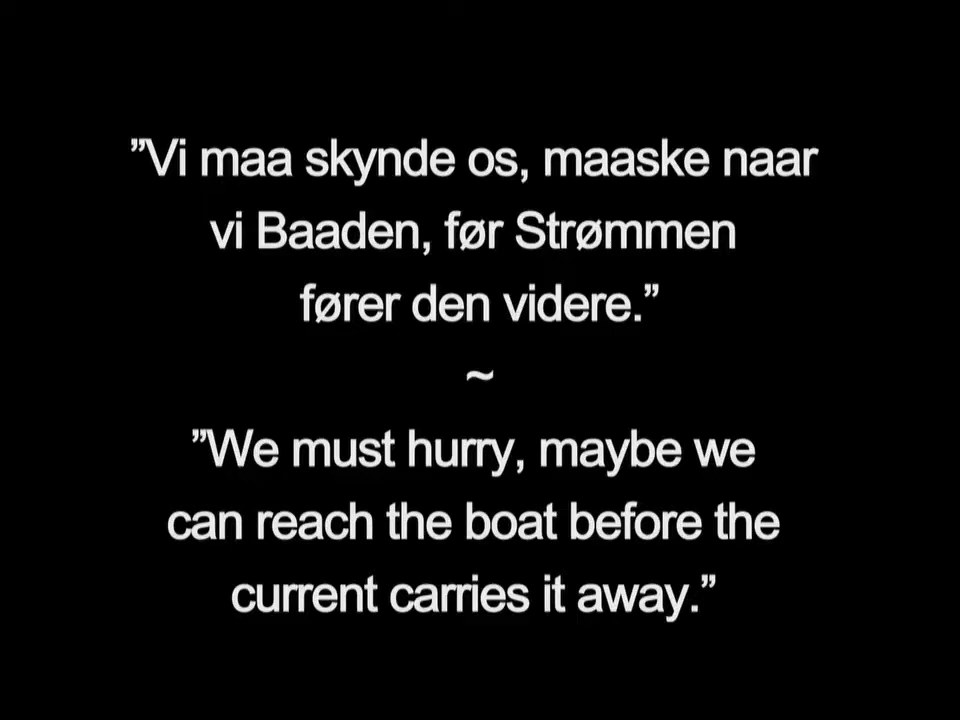 ”Vi maa skynde os, maaske naar
vi Baaden, før Strømmen
fører den videre.”
~
”We must hurry, maybe we
can reach the boat before the
current carries it away.”